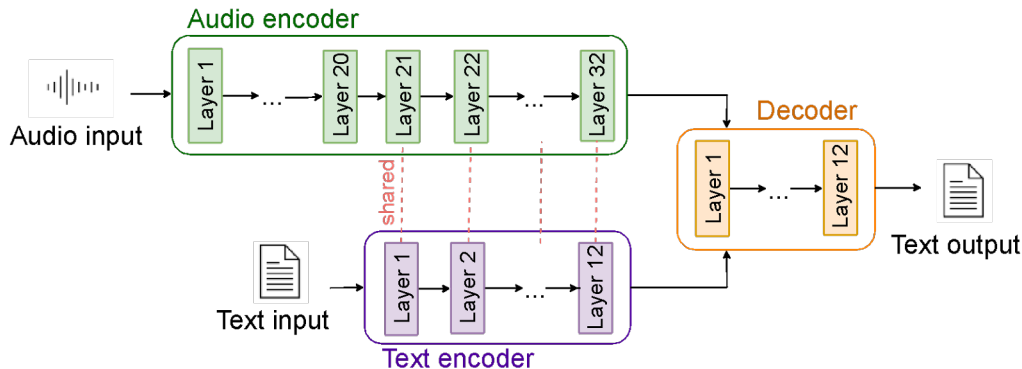 Audio encoder
Layer 1
...
Layer 20
Layer 21
Layer 22
...
Layer 32
Audio input
Decoder
Layer 1
...
Layer 12
Text output
shared
Layer 1
Layer 2
...
Layer 12
Text input
Text encoder